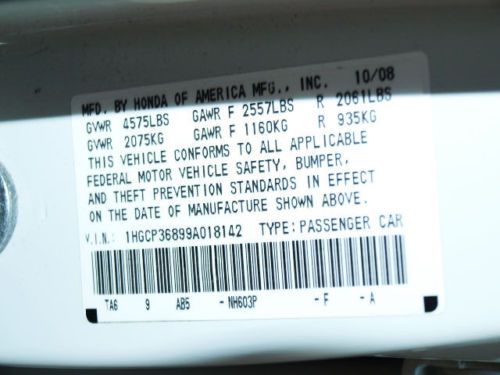 MFD. BY HONDA OF AMERICA MFG., INC. 10/08
GVWR 4575LBS GAWR F 2557LBS R 2061LBS
GVWR 2075KG GAWR F 1160KG R 935KG
THIS VEHICLE CONFORMS TO ALL APPLICABLE
FEDERAL MOTOR VEHICLE SAFETY, BUMPER,
AND THEFT PREVENTION STANDARDS IN EFFECT
ON THE DATE OF MANUFACTURE SHOWN ABOVE.
V.I.N.: 1HGCP36899A018142 TYPE: PASSENGER CAR
TA6 9 AB5 -NH603P -F -A